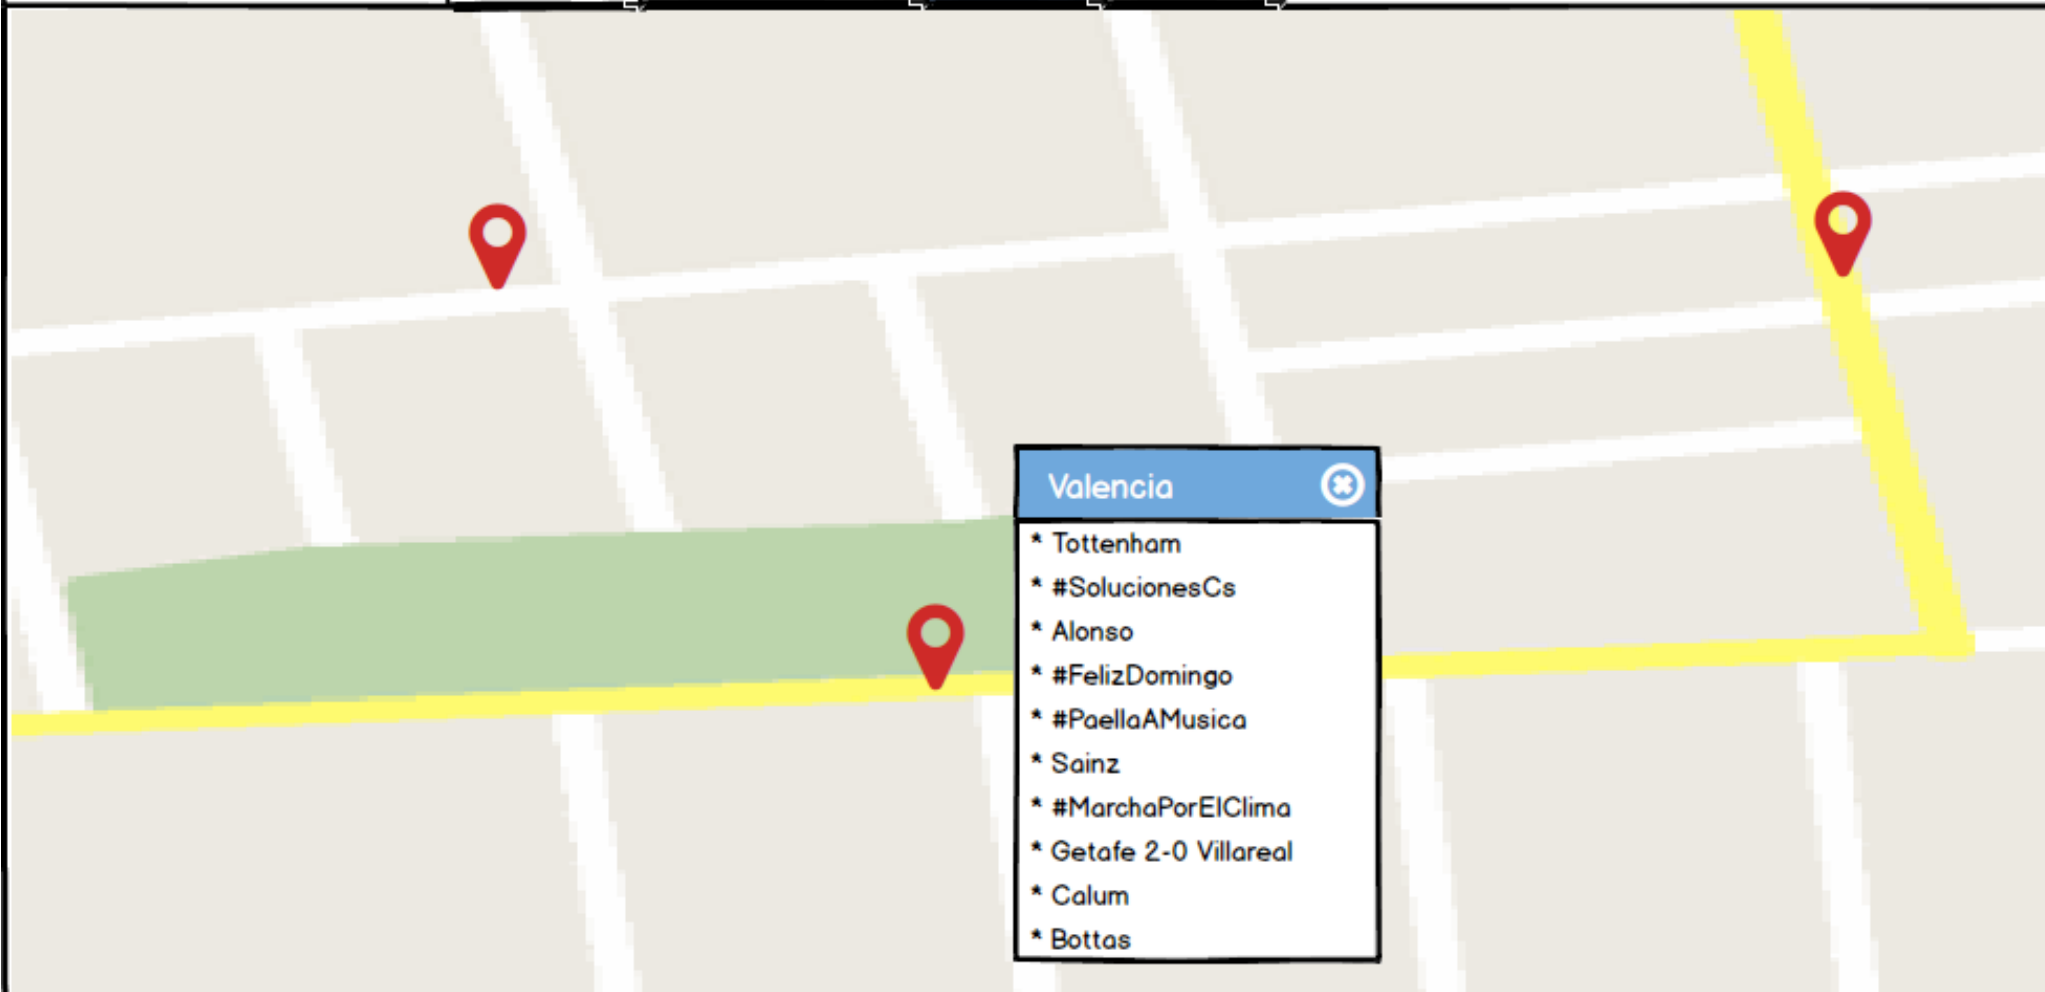 Valencia
* Tottenham
* #SolucionesCs
* Alonso
* #FelizDomingo
* #PaellaAMusica
* Sainz
* #MarchaPorElClima
* Getafe 2-0 Villareal
* Calum
* Bottas